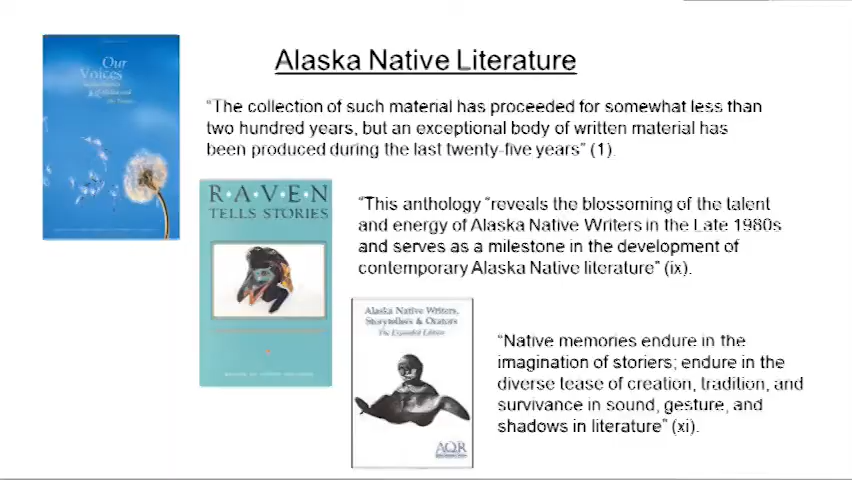 Alaska Native Literature
Our
Voices
"The collection of such material has proceeded for somewhat less than
two hundred years, but an exceptional body of written material has
been produced during the last twenty-five years" (1).
R·A·V·E·N
TELLS STORIES
"This anthology "reveals the blossoming of the talent
and energy of Alaska Native Writers in the Late 1980s
and serves as a milestone in the development of
contemporary Alaska Native literature" (ix).
Alaska Native Writers,
Storytellers & Orators
The Expanded Edition
AQR
"Native memories endure in the
imagination of storiers; endure in the
diverse tease of creation, tradition, and
survivance in sound, gesture, and
shadows in literature" (xi).